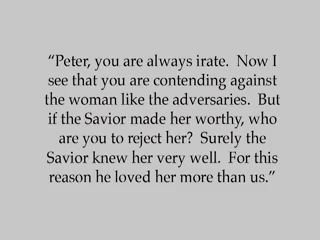 “Peter, you are always irate.  Now I
see that you are contending against
the woman like the adversaries.  But
if the Savior made her worthy, who
are you to reject her?  Surely the
Savior knew her very well.  For this
reason he loved her more than us.”